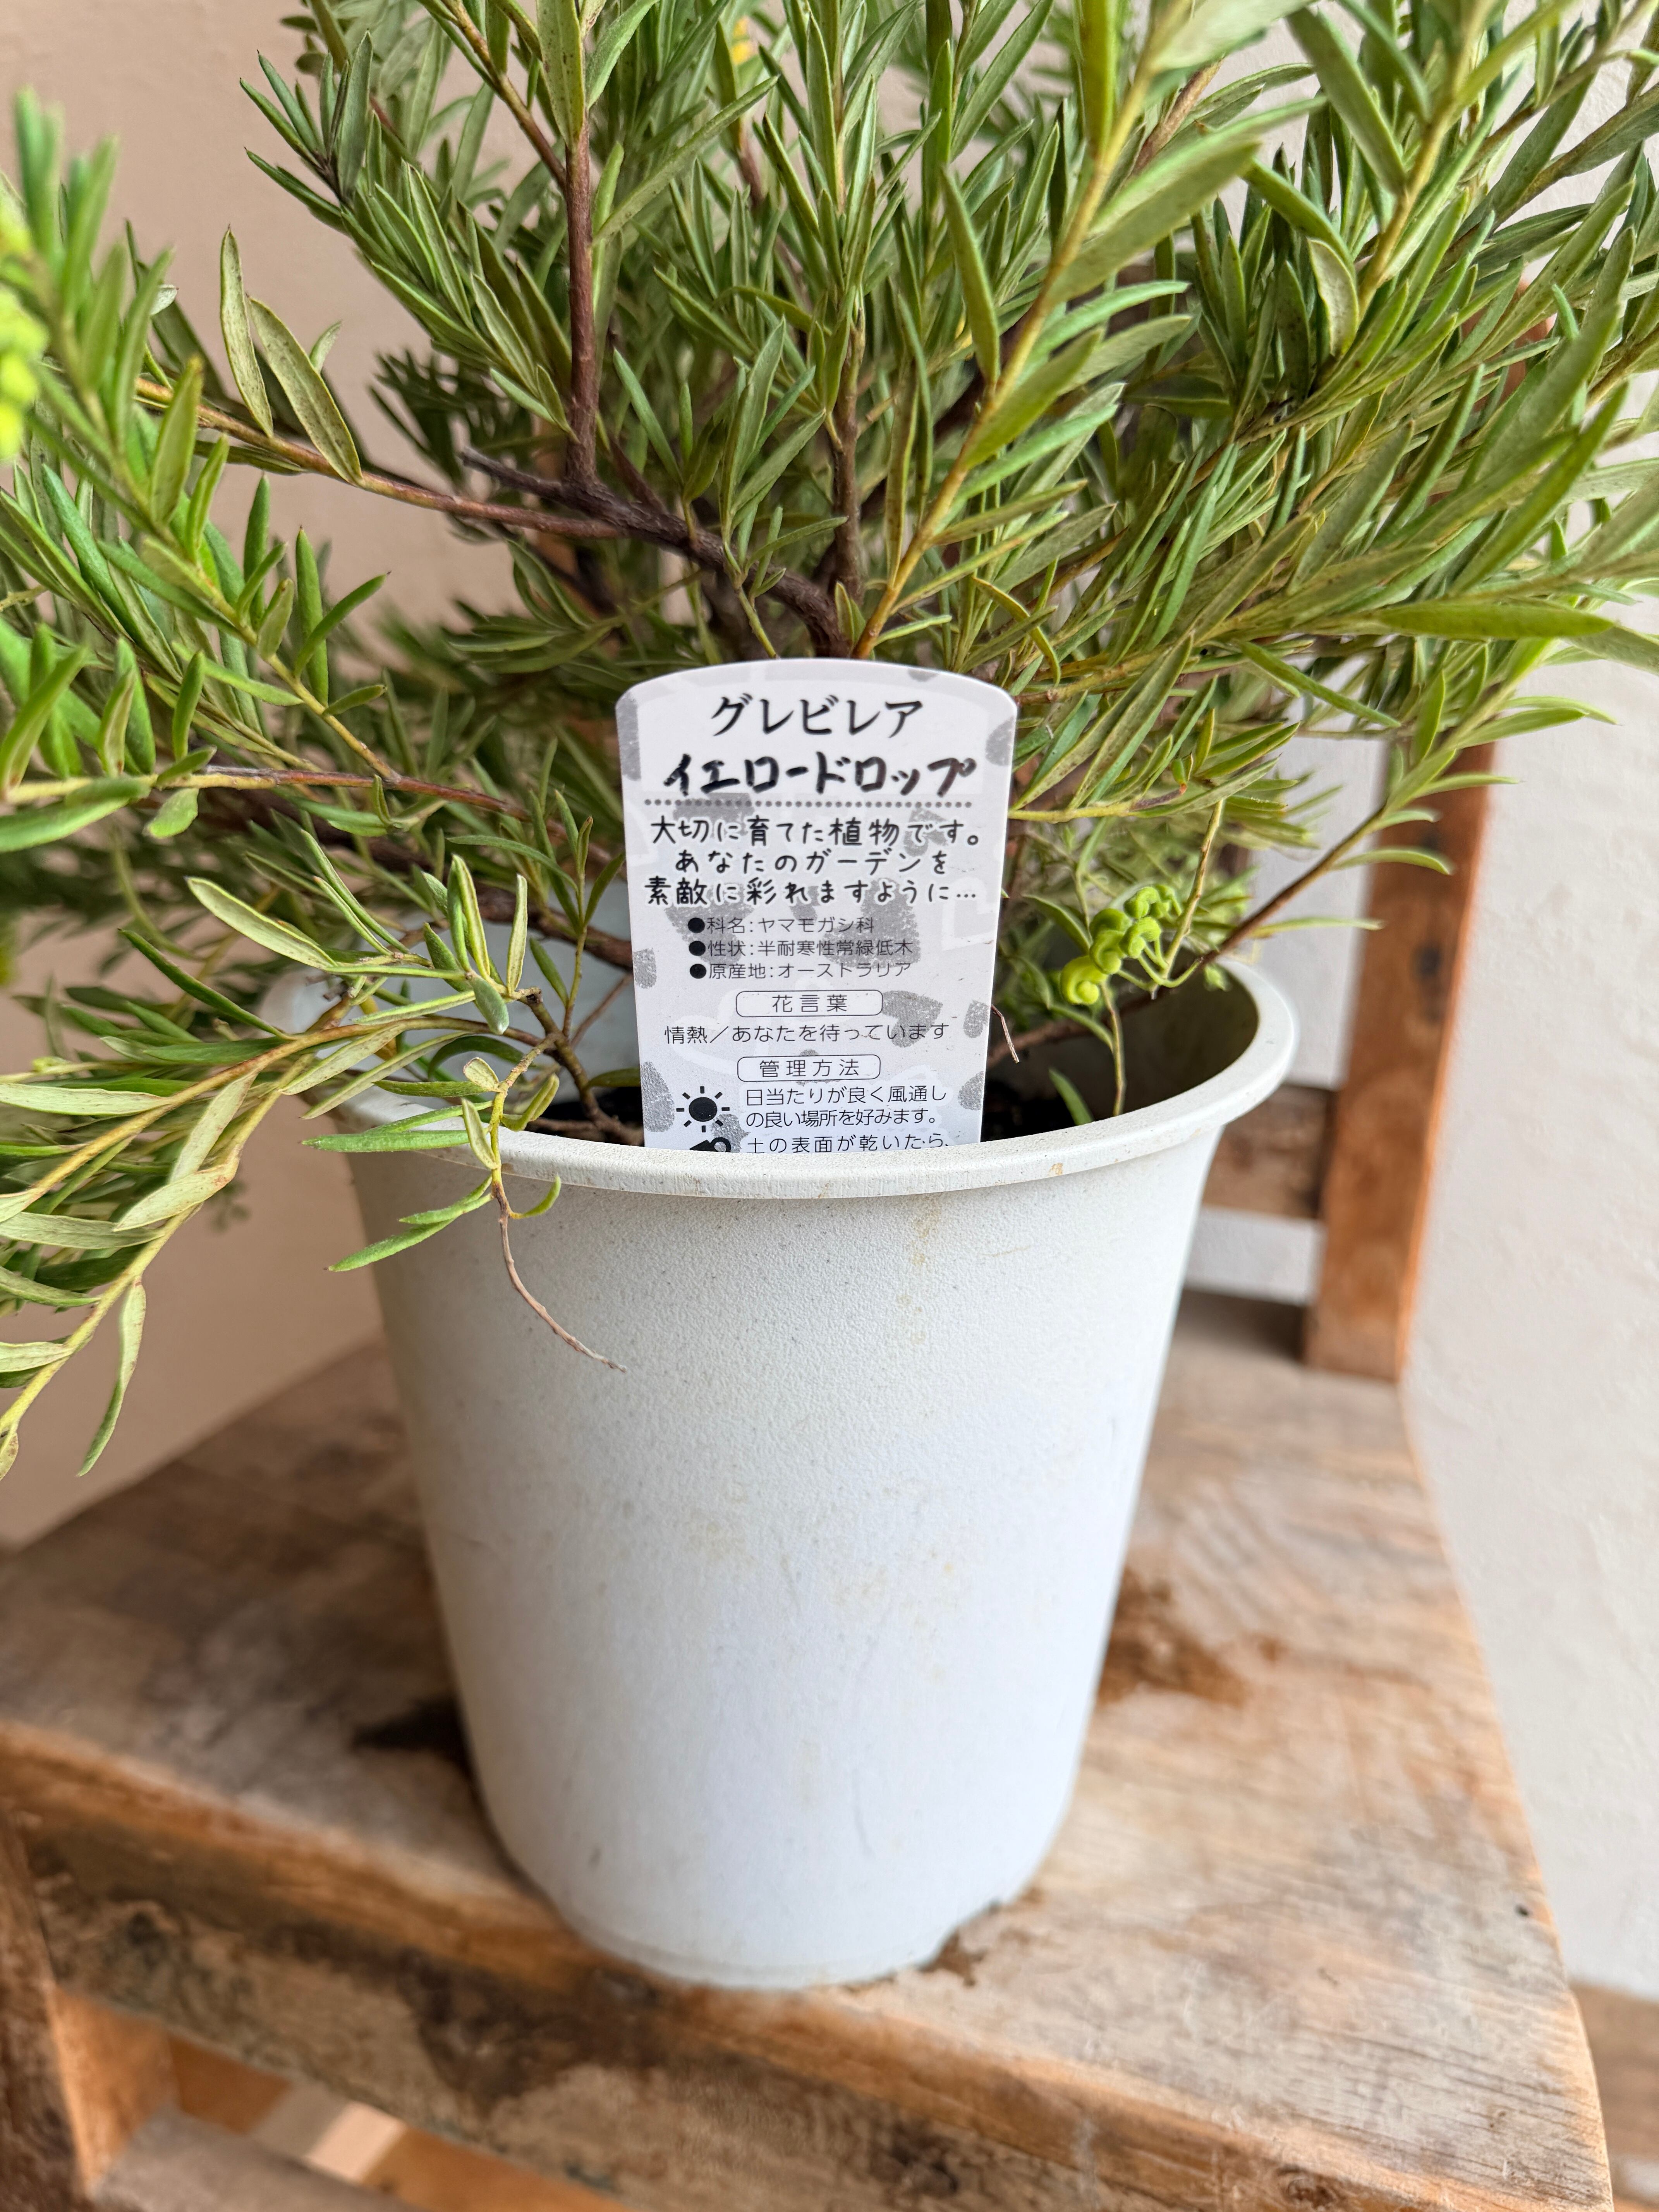 グレビレア
イエロードロップ
大切に育てた植物です。
あなたのガーデンを
素敵に彩れますように…
●科名:ヤマモガシ科
●性状:半耐寒性常緑低木
●原産地:オーストラリア
花言葉
情熱/あなたを待っています
管理方法
日当たりが良く風通し
の良い場所を好みます。
土の表面が乾いたら、